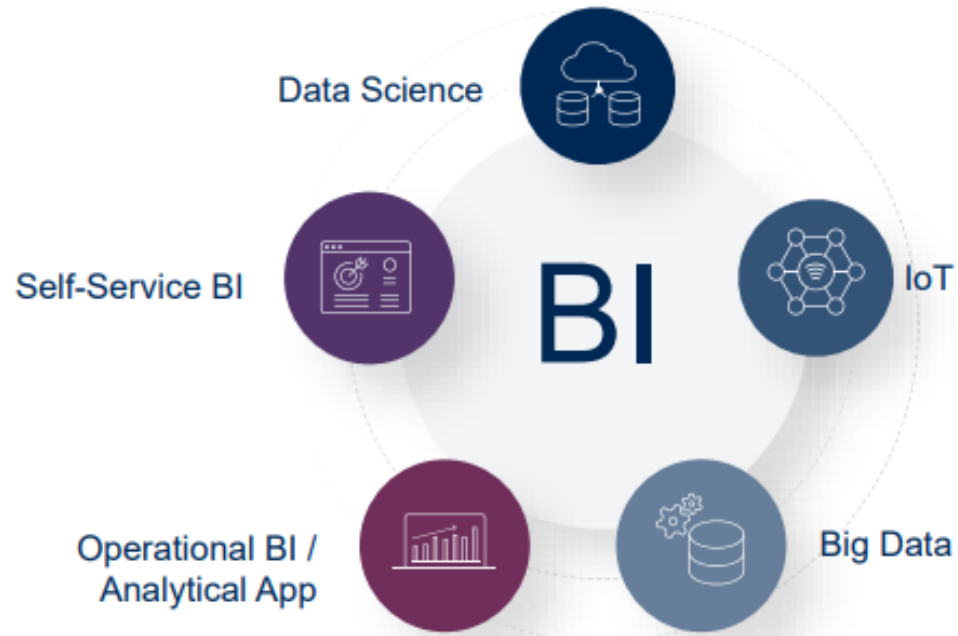 Data Science
Self-Service BI
BI
IoT
Operational BI /
Analytical App
Big Data